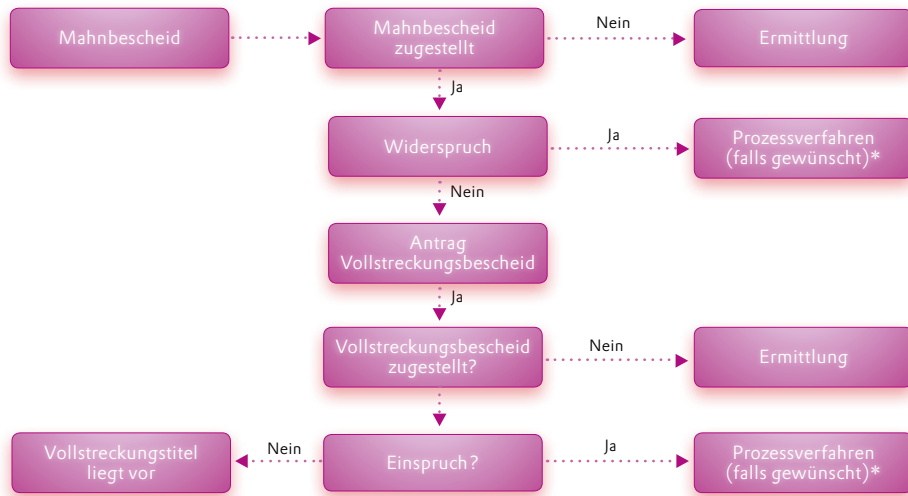 Mahnbescheid
Mahnbescheid
zugestellt
Nein
Ermittlung
Ja
Widerspruch
Ja
Prozessverfahren
(falls gewünscht)*
Nein
Antrag
Vollstreckungsbescheid
Ja
Vollstreckungsbescheid
zugestellt?
Nein
Ermittlung
Vollstreckungstitel
liegt vor
Nein
Einspruch?
Ja
Prozessverfahren
(falls gewünscht)*